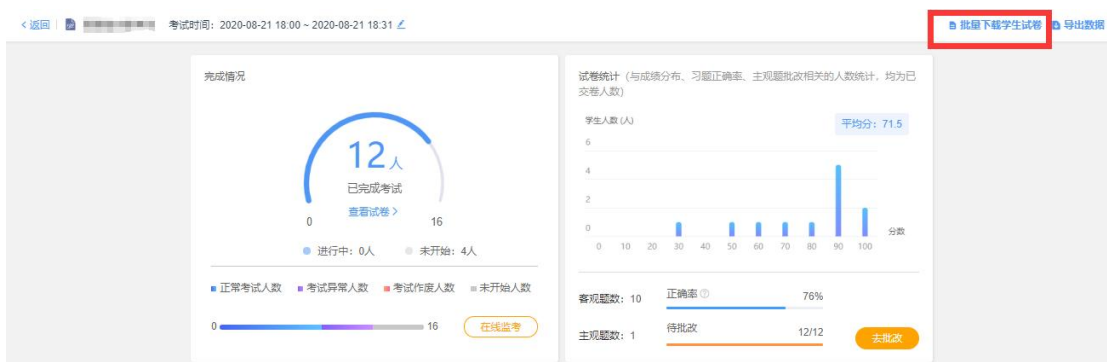 <返回
考试时间：2020-08-21 18:00 ~ 2020-08-21 18:31
批量下载学生试卷
导出数据
完成情况
12人
已完成考试
查看试卷>
0
16
进行中：0人
未开始：4人
正常考试人数
考试异常人数
考试作废人数
未开始人数
0
16
在线监考
试卷统计（与成绩分布、习题正确率、主观题批改相关的人数统计，均为已
交卷人数）
学生人数(人)
平均分：71.5
6
4
2
0
0 10 20 30 40 50 60 70 80 90 100
分数
客观题数：10
正确率
76%
主观题数：1
待批改
12/12
去批改